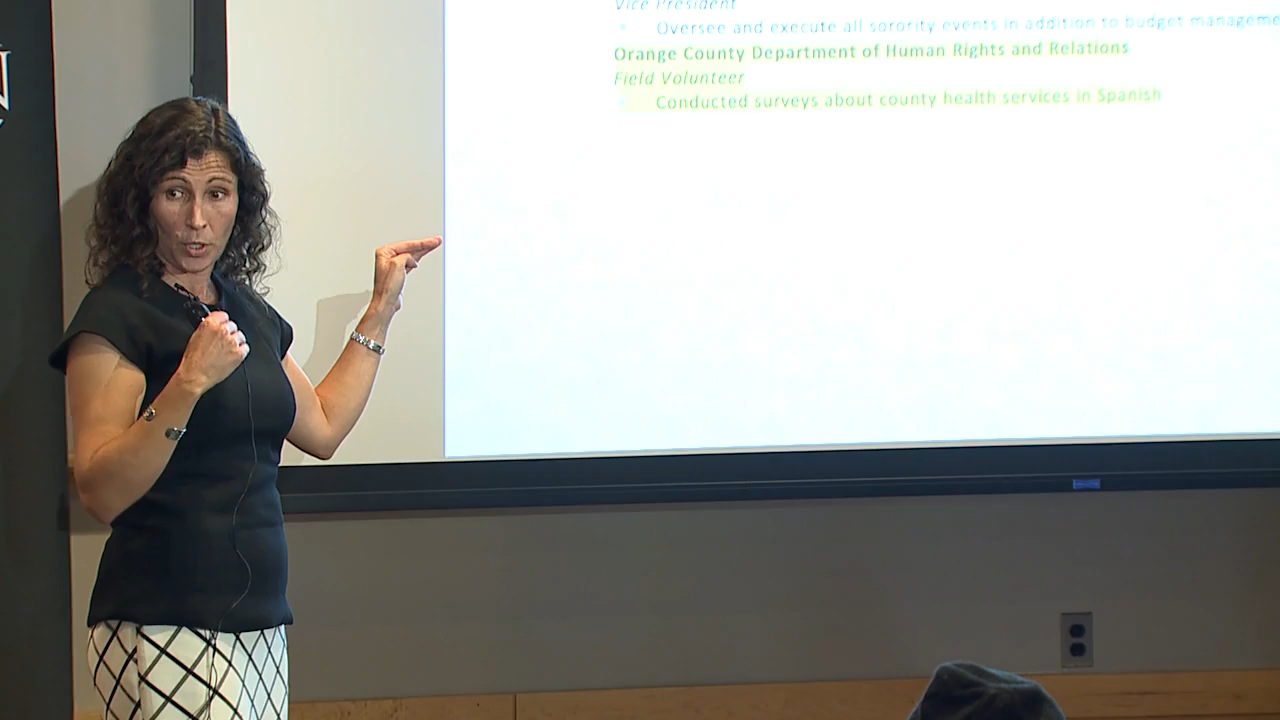 Vice President
Oversee and execute all sorority events in addition to budget
Orange County Department of Human Rights and Relations
Field Volunteer
Conducted surveys about county health services in Spanish